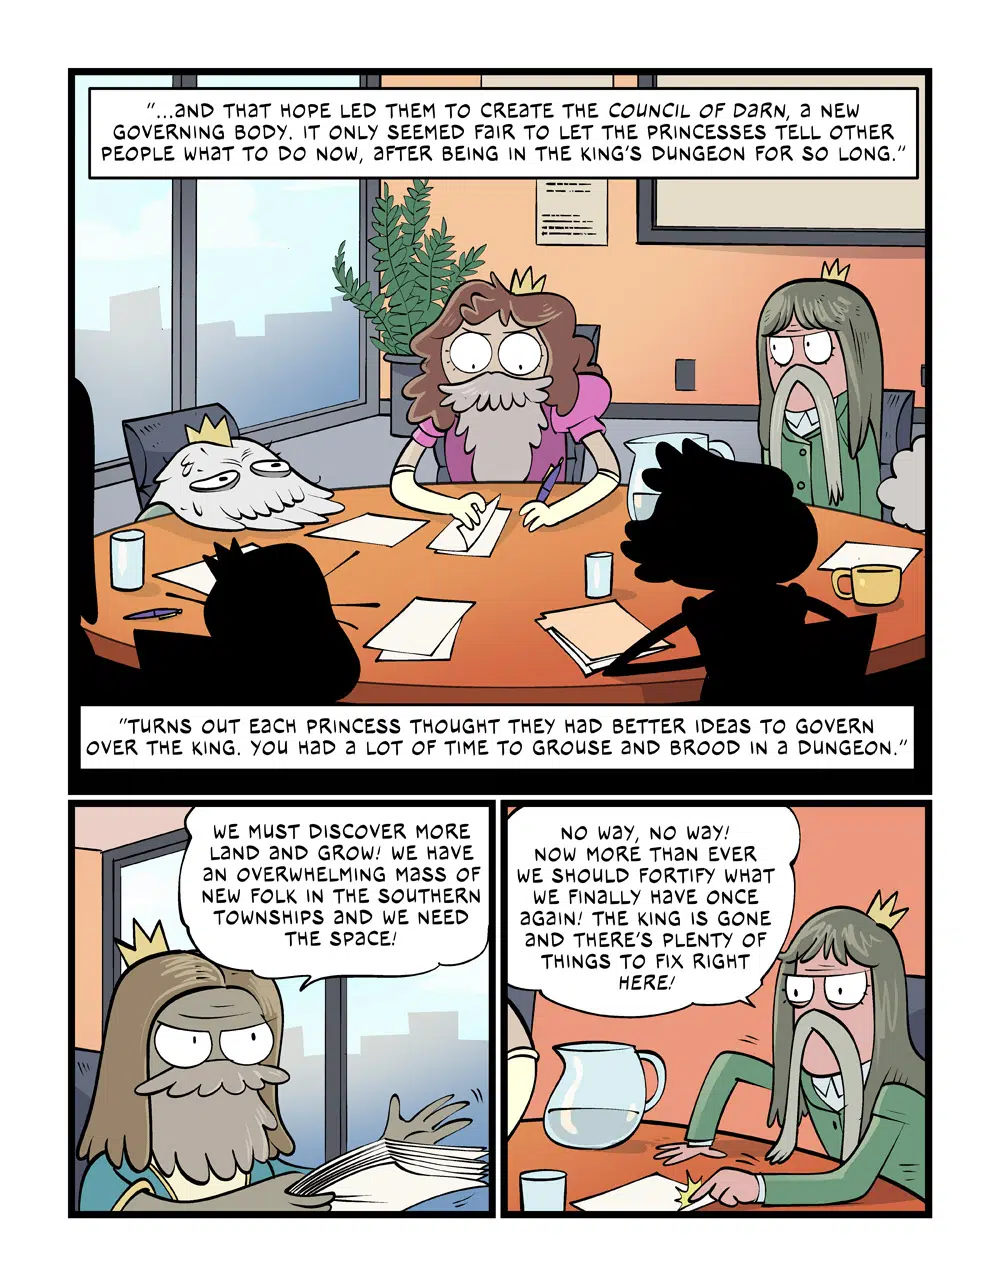 "...AND THAT HOPE LED THEM TO CREATE THE COUNCIL OF DARN, A NEW
GOVERNING BODY. IT ONLY SEEMED FAIR TO LET THE PRINCESSES TELL OTHER
PEOPLE WHAT TO DO NOW, AFTER BEING IN THE KING'S DUNGEON FOR SO LONG."
"TURNS OUT EACH PRINCESS THOUGHT THEY HAD BETTER IDEAS TO GOVERN
OVER THE KING. YOU HAD A LOT OF TIME TO GROUSE AND BROOD IN A DUNGEON."
WE MUST DISCOVER MORE
LAND AND GROW! WE HAVE
AN OVERWHELMING MASS OF
NEW FOLK IN THE SOUTHERN
TOWNSHIPS AND WE NEED
THE SPACE!
NO WAY, NO WAY!
NOW MORE THAN EVER
WE SHOULD FORTIFY WHAT
WE FINALLY HAVE ONCE
AGAIN! THE KING IS GONE
AND THERE'S PLENTY OF
THINGS TO FIX RIGHT
HERE!